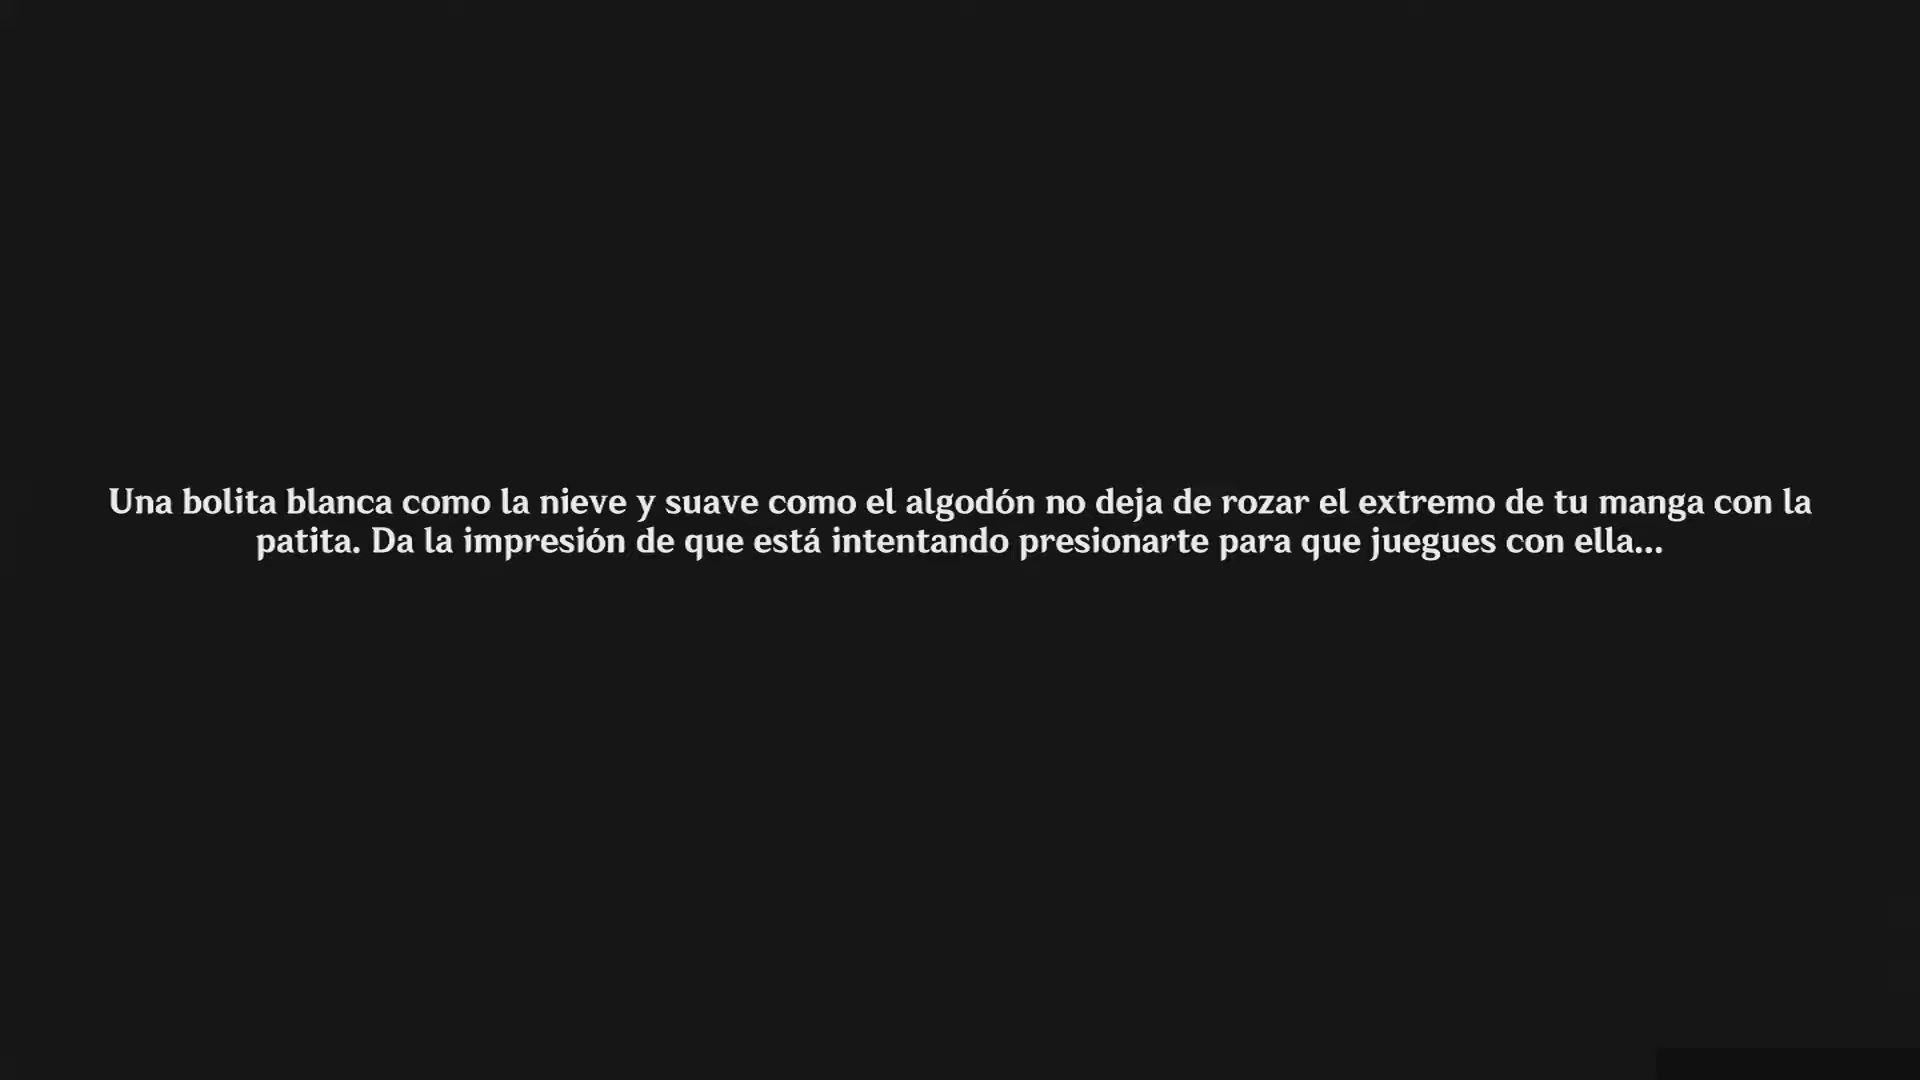 Una bolita blanca como la nieve y suave como el algodón no deja de rozar el extremo de tu manga con la
patita. Da la impresión de que está intentando presionarte para que juegues con ella...